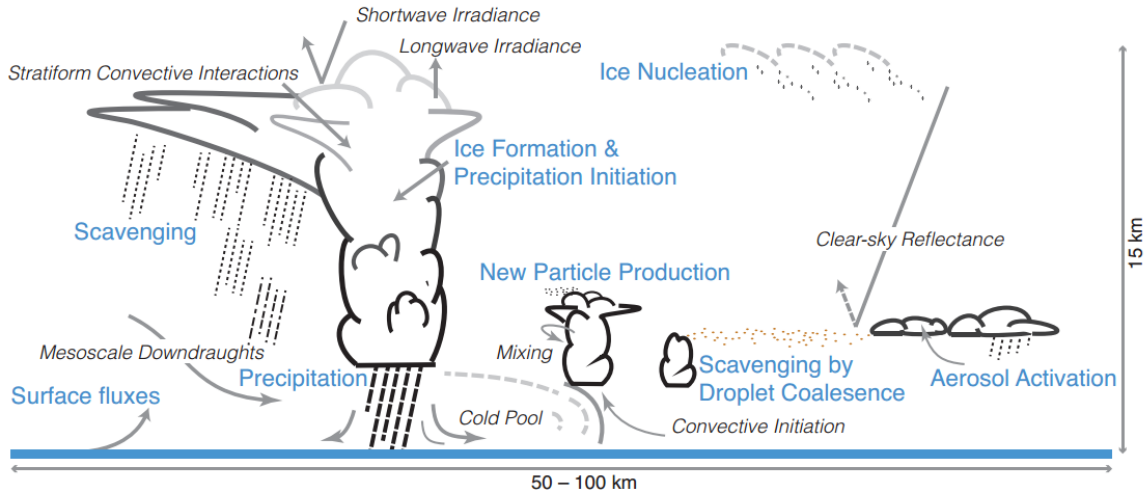 Shortwave Irradiance
Longwave Irradiance
Stratiform Convective Interactions
Ice Nucleation
Ice Formation &
Precipitation Initiation
Scavenging
Clear-sky Reflectance
15 km
New Particle Production
Mesoscale Downdraughts
Mixing
Precipitation
Scavenging by
Droplet Coalesence
Aerosol Activation
Surface fluxes
Cold Pool
Convective Initiation
50 – 100 km